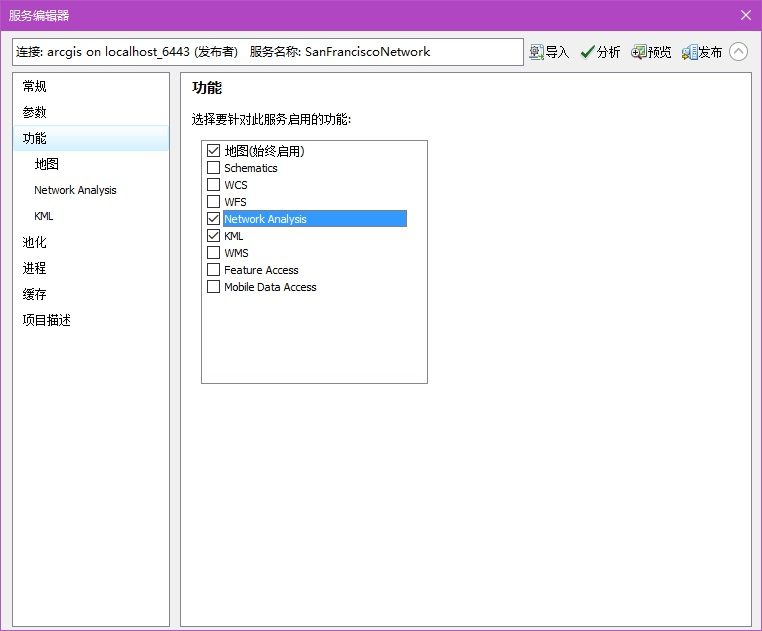 服务编辑器
连接: arcgis on localhost_6443 (发布者) 服务名称: SanFranciscoNetwork 导入 分析 预览 发布
常规
参数
功能
地图
Network Analysis
KML
池化
进程
缓存
项目描述
功能
选择要针对此服务启用的功能:
地图(始终启用)
Schematics
WCS
WFS
Network Analysis
KML
WMS
Feature Access
Mobile Data Access